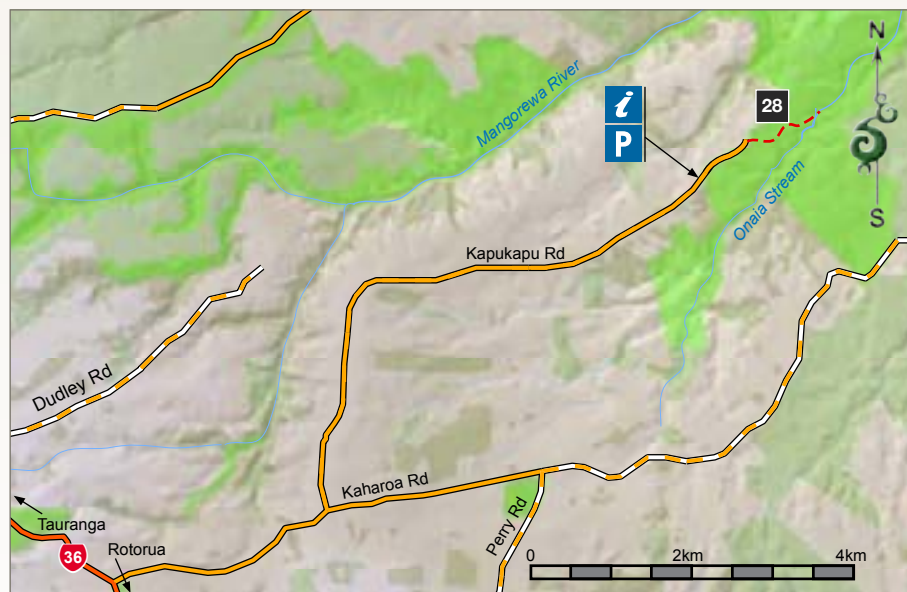 N
Mangorewa River
i
P
28
Onaia Stream
S
Kapukapu Rd
Dudley Rd
Kaharoa Rd
Perry Rd
Tauranga
36
Rotorua
0 2km 4km